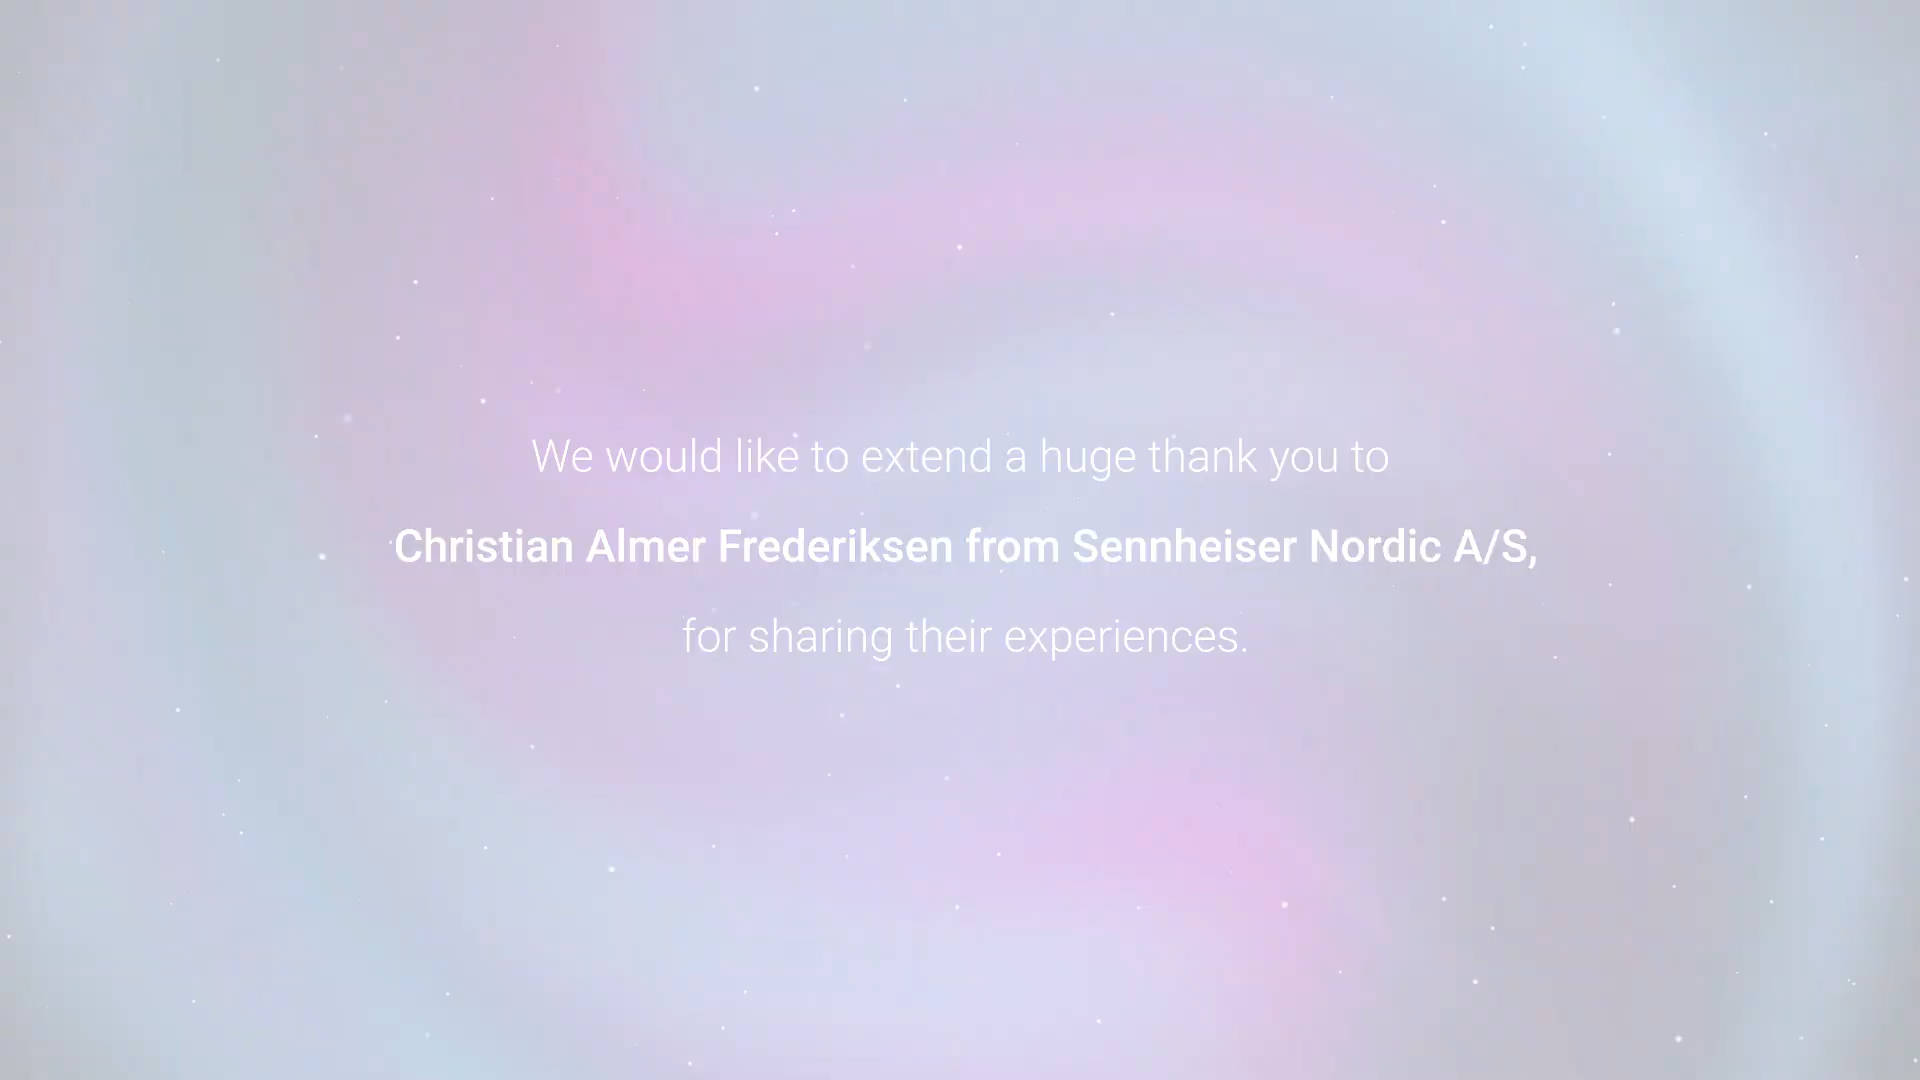 We would like to extend a huge thank you to
Christian Almer Frederiksen from Sennheiser Nordic A/S,
for sharing their experiences.